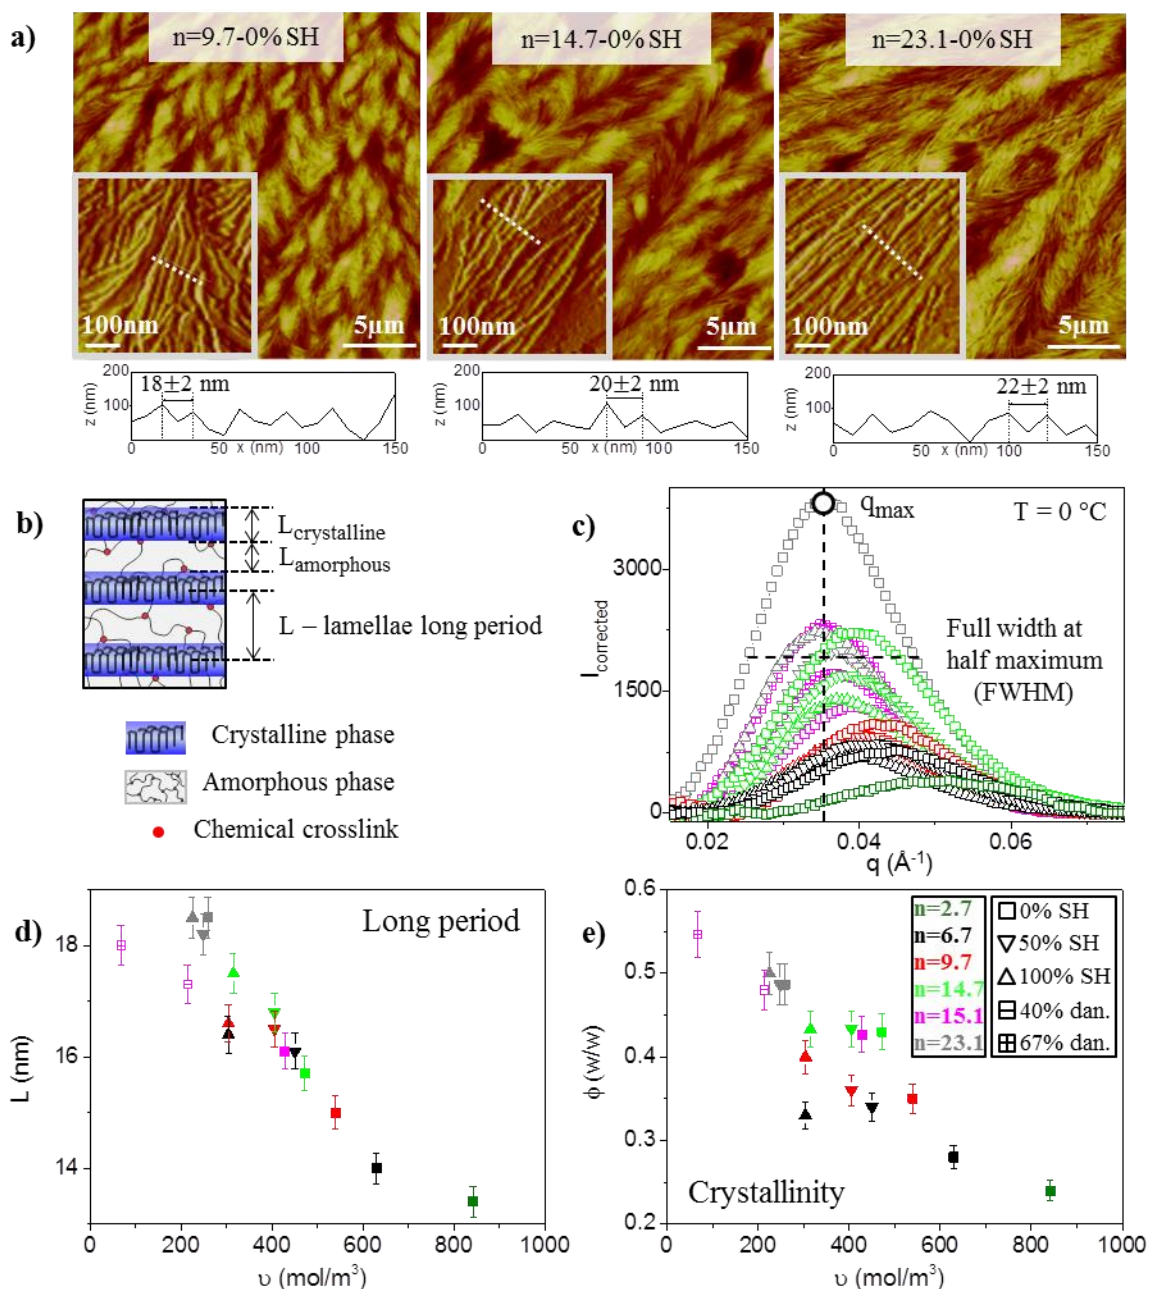 a)
n=9.7-0% SH
n=14.7-0% SH
n=23.1-0% SH
100nm
5μm
100nm
5μm
100nm
5μm
200
100
z (nm)
18±2 nm
0
50
x (nm)
100
150
200
100
z (nm)
20±2 nm
0
50
x (nm)
100
150
200
100
z (nm)
22±2 nm
0
50
x (nm)
100
150
b)
Lcrystalline
Lamorphous
L – lamellae long period
Crystalline phase
Amorphous phase
Chemical crosslink
c)
qmax
T = 0 °C
Full width at
half maximum
(FWHM)
Icorrected
3000
1500
0
0.02
0.04
0.06
q (Å-1)
d)
Long period
L (nm)
18
16
14
0
200
400
600
800
1000
υ (mol/m3)
e)
n=2.7
n=6.7
n=9.7
n=14.7
n=15.1
n=23.1
0% SH
50% SH
100% SH
40% dan.
67% dan.
Crystallinity
ϕ (w/w)
0.6
0.5
0.4
0.3
0.2
0
200
400
600
800
1000
υ (mol/m3)